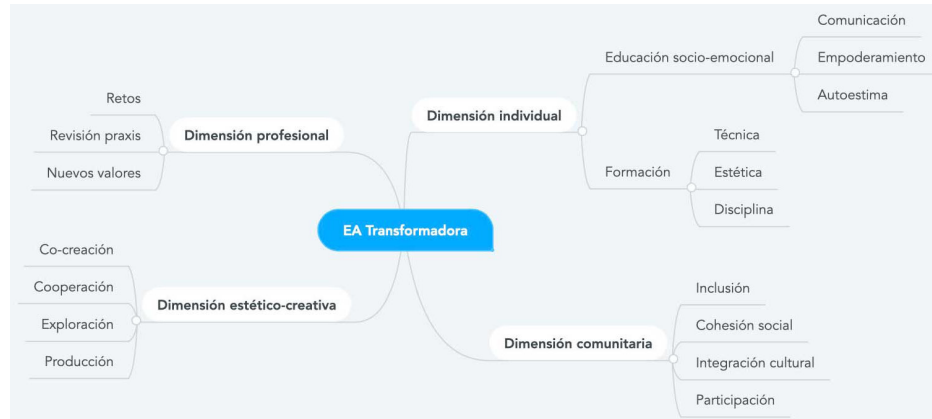 EA Transformadora
Dimensión individual
Educación socio-emocional
Comunicación
Empoderamiento
Autoestima
Formación
Técnica
Estética
Disciplina
Dimensión comunitaria
Inclusión
Cohesión social
Integración cultural
Participación
Dimensión profesional
Retos
Revisión praxis
Nuevos valores
Dimensión estético-creativa
Co-creación
Cooperación
Exploración
Producción